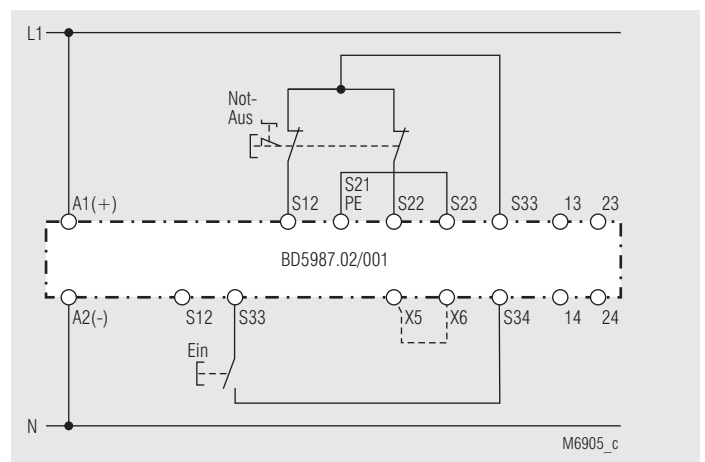 L1
Not-
Aus
A1(+) S12 S21 S22 S23 S33 13 23
PE
BD5987.02/001
A2(-) S12 S33 X5 X6 S34 14 24
Ein
N
M6905_c